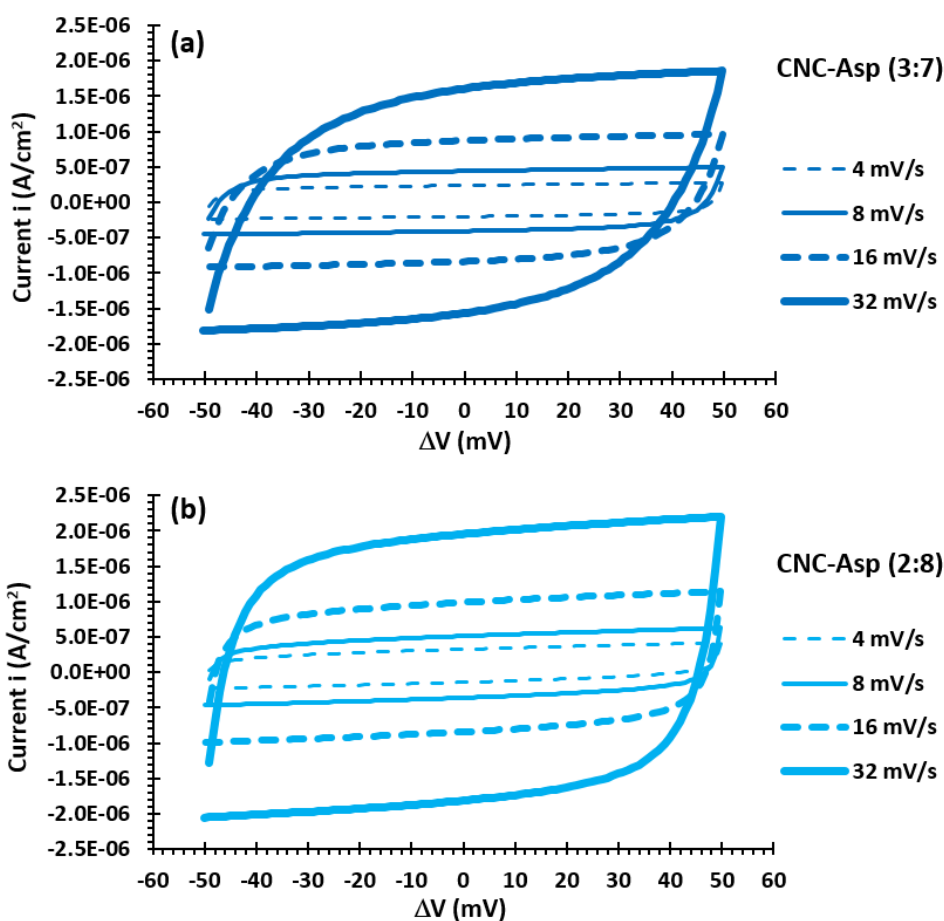 (a)
CNC-Asp (3:7)
Current i (A/cm²)
2.5E-06
2.0E-06
1.5E-06
1.0E-06
5.0E-07
0.0E+00
-5.0E-07
-1.0E-06
-1.5E-06
-2.0E-06
-2.5E-06
4 mV/s
8 mV/s
16 mV/s
32 mV/s
-60 -50 -40 -30 -20 -10 0 10 20 30 40 50 60
ΔV (mV)
(b)
CNC-Asp (2:8)
Current i (A/cm²)
2.5E-06
2.0E-06
1.5E-06
1.0E-06
5.0E-07
0.0E+00
-5.0E-07
-1.0E-06
-1.5E-06
-2.0E-06
-2.5E-06
4 mV/s
8 mV/s
16 mV/s
32 mV/s
-60 -50 -40 -30 -20 -10 0 10 20 30 40 50 60
ΔV (mV)